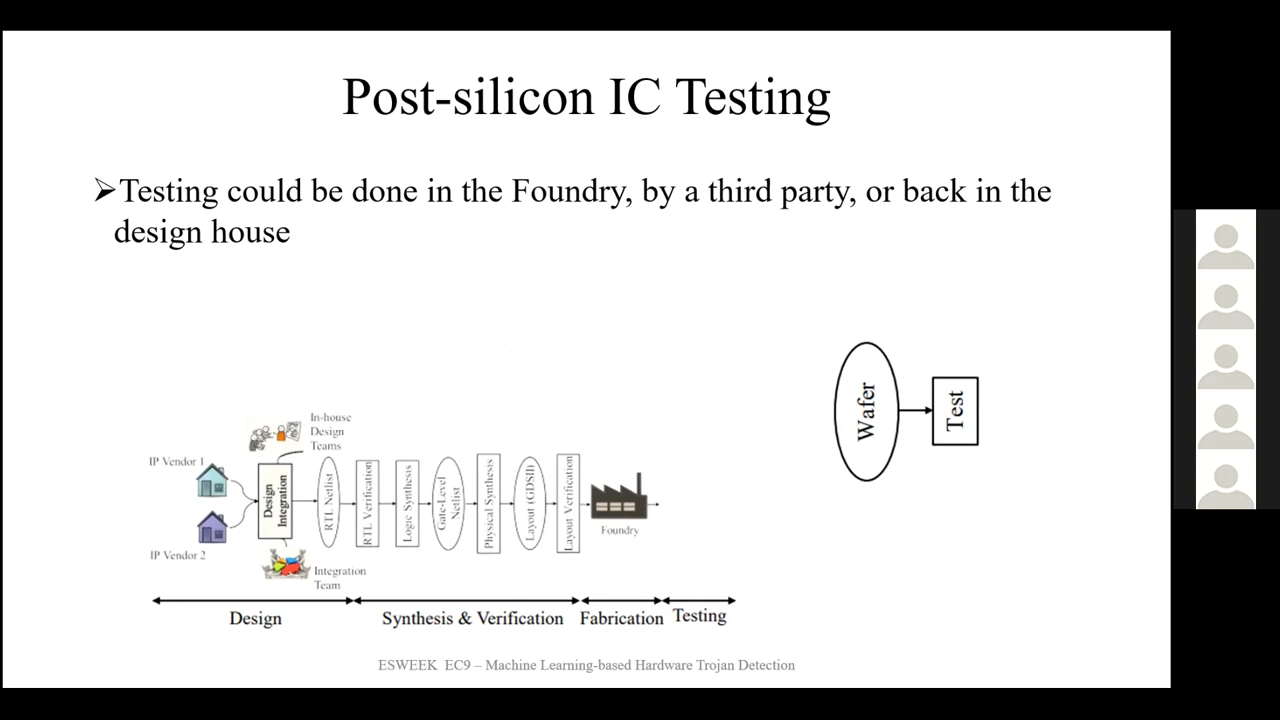 Post-silicon IC Testing
➢Testing could be done in the Foundry, by a third party, or back in the
design house
Wafer
Test
In-house
Design
Teams
IP Vendor 1
IP Vendor 2
Design
Integration
Integration
Team
RTL Netlist
RTL Verification
Logic Synthesis
Gate-Level
Netlist
Physical Synthesis
Layout (GDSII)
Layout Verification
Foundry
Design
Synthesis & Verification
Fabrication
Testing
ESWEEK EC9 – Machine Learning-based Hardware Trojan Detection